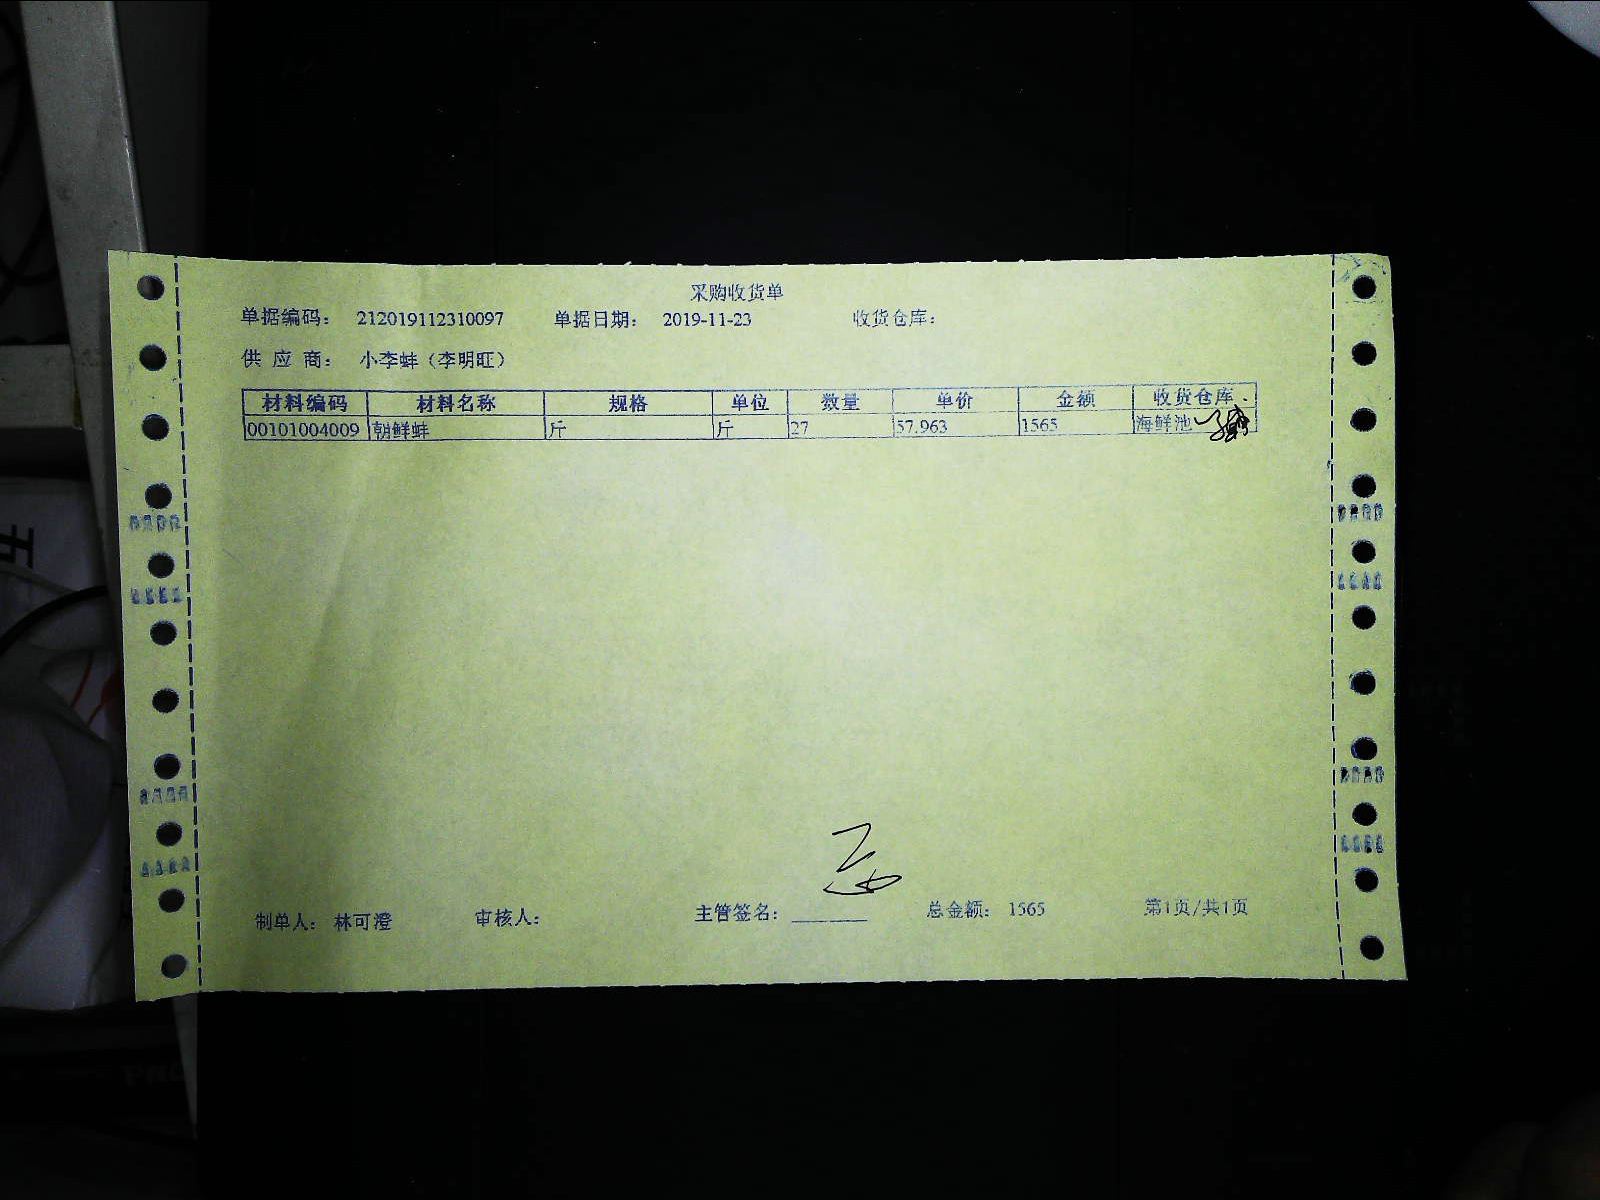 采购收货单
单据编码： 212019112310097 单据日期： 2019-11-23 收货仓库：
供 应 商： 小李蚌（李明旺）
材料编码 材料名称 规格 单位 数量 单价 金额 收货仓库
00101004009 朝鲜蚌 斤 斤 27 57.963 1565 海鲜池
制单人： 林可澄 审核人： 主管签名： 总金额： 1565 第1页/共1页